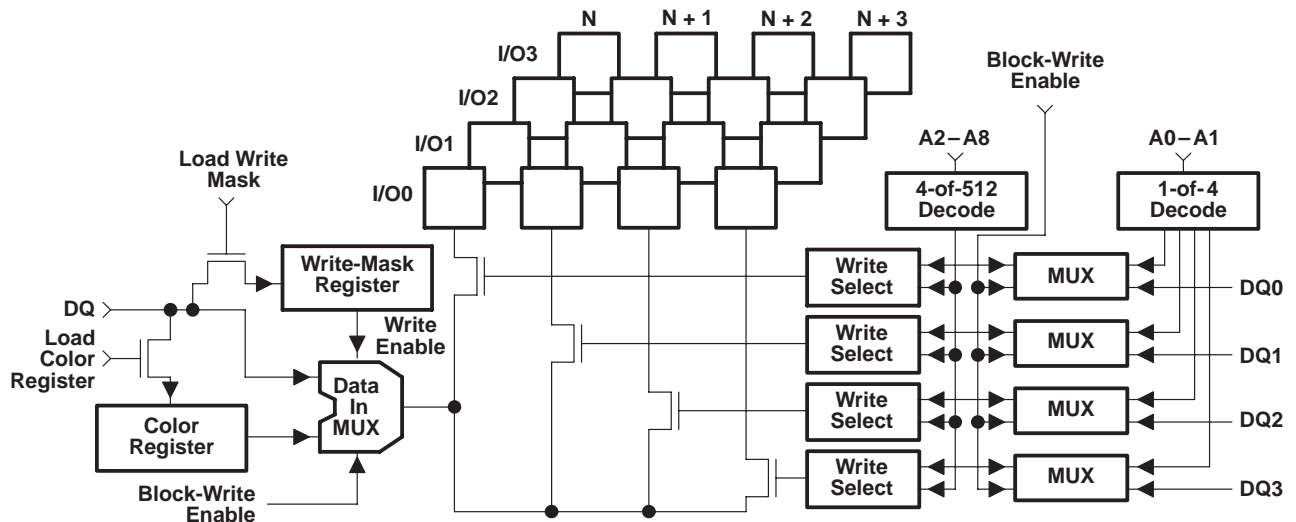 N N + 1 N + 2 N + 3
I/O3
I/O2
I/O1
I/O0
Block-Write
Enable
A2–A8
A0–A1
4-of-512
Decode
1-of-4
Decode
Load Write
Mask
Write-Mask
Register
DQ
Load
Color
Register
Write
Enable
Data
In
MUX
Color
Register
Block-Write
Enable
Write
Select
MUX
DQ0
Write
Select
MUX
DQ1
Write
Select
MUX
DQ2
Write
Select
MUX
DQ3